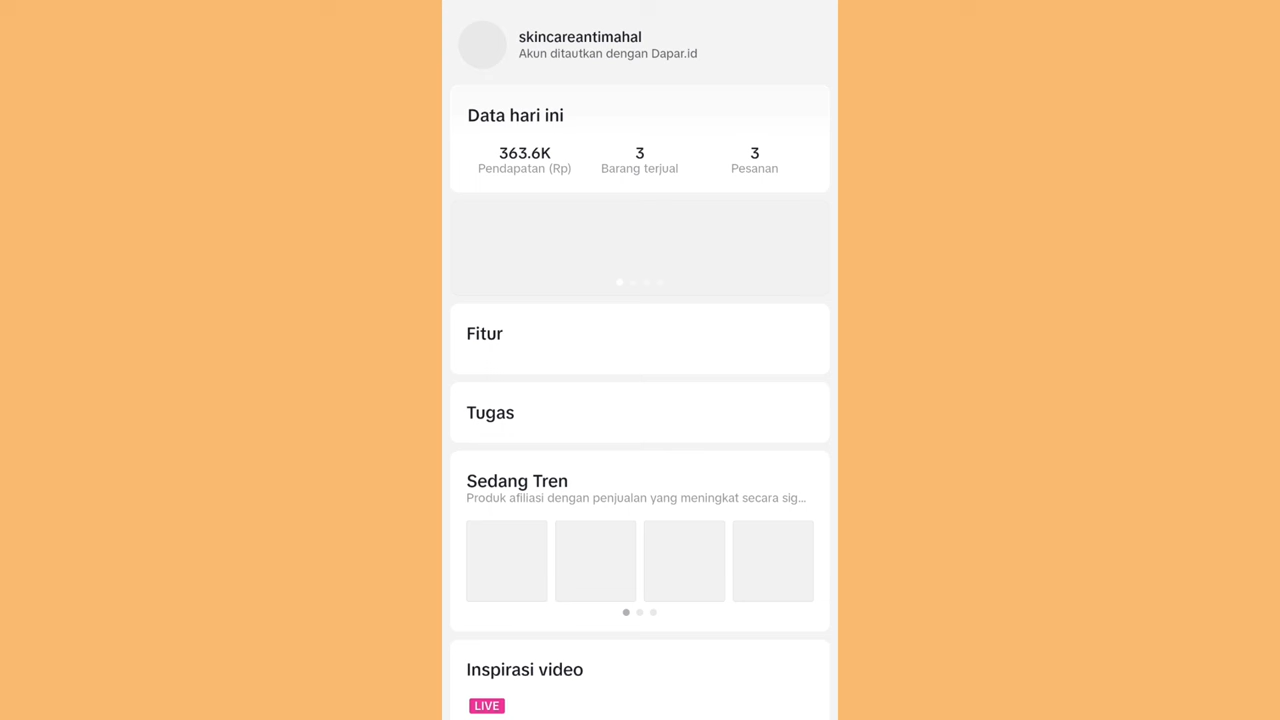 skincareantimahal
Akun ditautkan dengan Dapar.id
Data hari ini
363.6K 3 3
Pendapatan (Rp) Barang terjual Pesanan
Fitur
Tugas
Sedang Tren
Produk afiliasi dengan penjualan yang meningkat secara sig...
Inspirasi video
LIVE